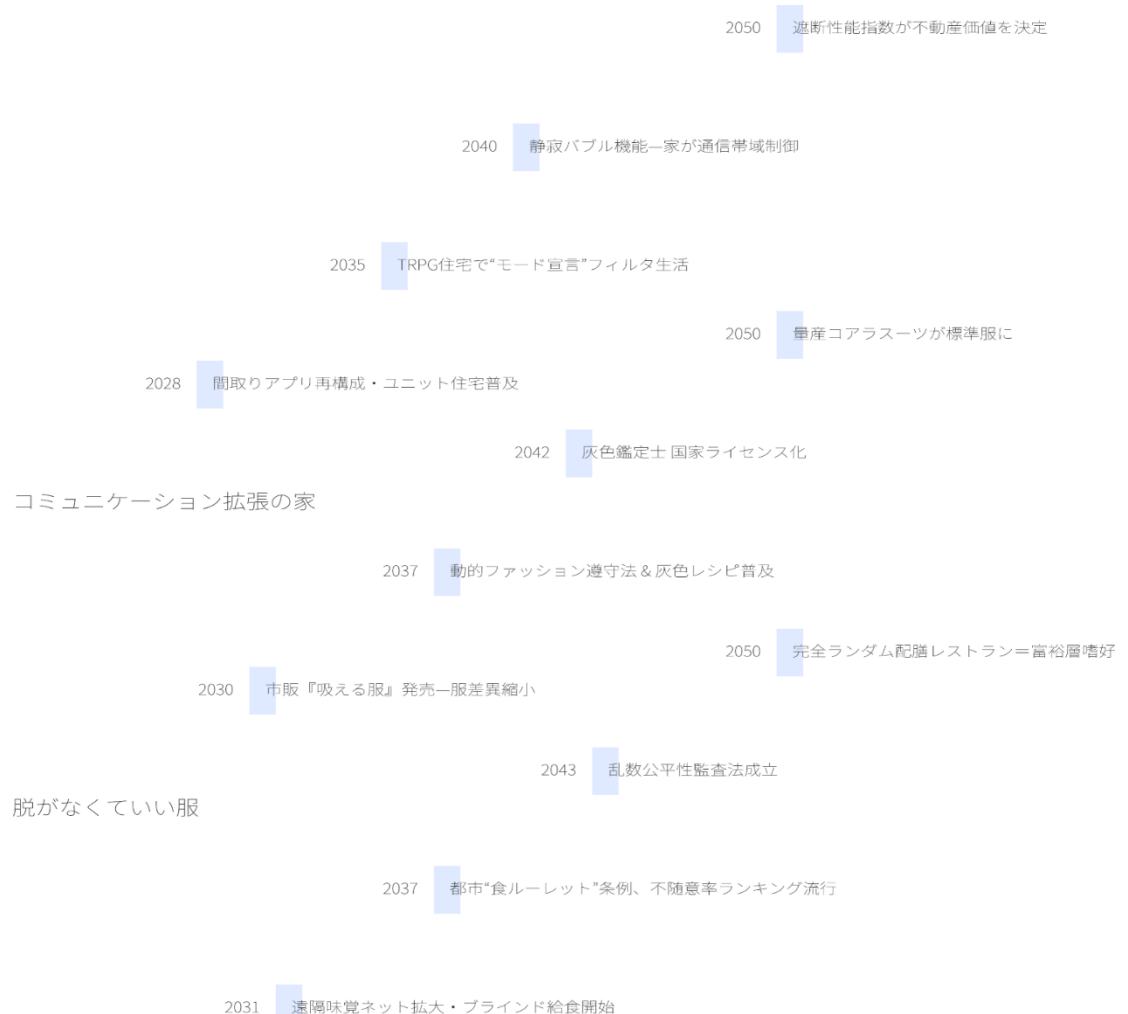 2050 遮断性能指数が不動産価値を決定
2040 静寂バブル機能—家が通信帯域制御
2035 TRPG住宅で“モード宣言”フィルタ生活
2050 量産コアラスーツが標準服に
2028 間取りアプリ再構成・ユニット住宅普及
2042 灰色鑑定士 国家ライセンス化
コミュニケーション拡張の家
2037 動的ファッション遵守法 & 灰色レシピ普及
2050 完全ランダム配膳レストラン＝富裕層嗜好
2030 市販『吸える服』発売—服差異縮小
2043 乱数公平性監査法成立
脱がなくていい服
2037 都市“食ルーレット”条例、不随意率ランキング流行
2031 遠隔味覚ネット拡大・ブラインド給食開始